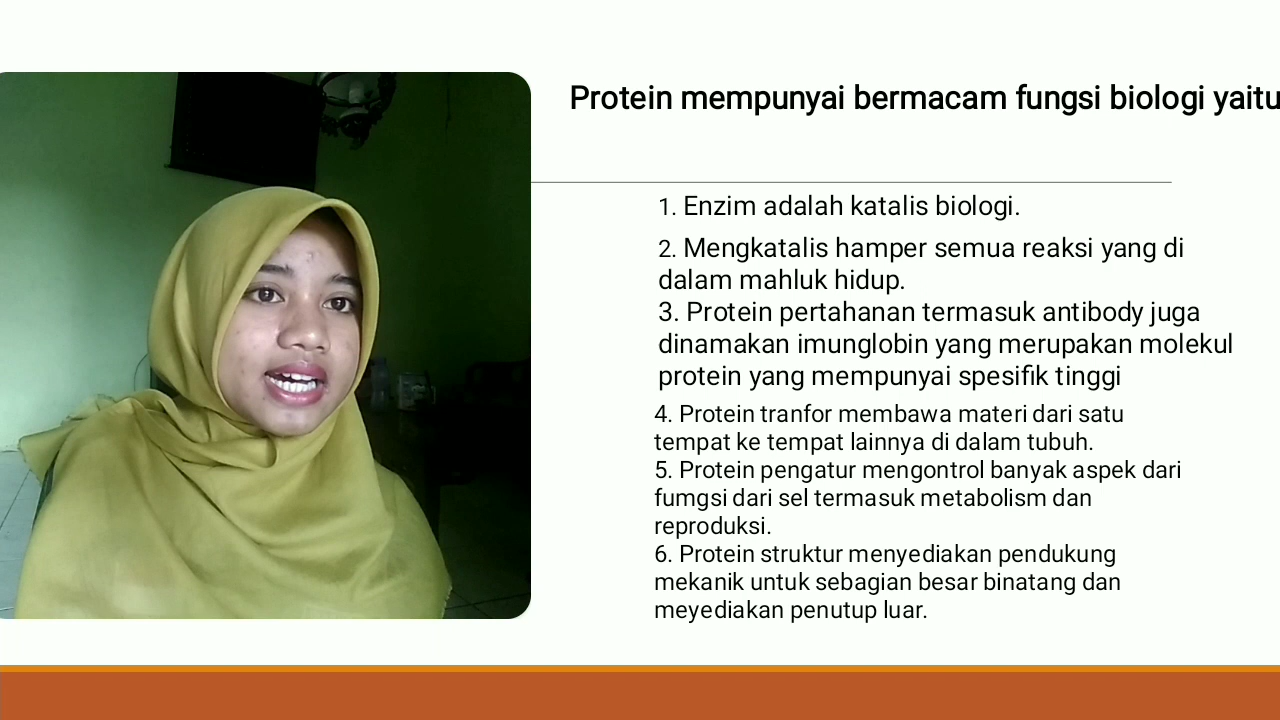 Protein mempunyai bermacam fungsi biologi yaitu
1. Enzim adalah katalis biologi.
2. Mengkatalis hamper semua reaksi yang di
dalam mahluk hidup.
3. Protein pertahanan termasuk antibody juga
dinamakan imunglobin yang merupakan molekul
protein yang mempunyai spesifik tinggi
4. Protein tranfor membawa materi dari satu
tempat ke tempat lainnya di dalam tubuh.
5. Protein pengatur mengontrol banyak aspek dari
fumgsi dari sel termasuk metabolism dan
reproduksi.
6. Protein struktur menyediakan pendukung
mekanik untuk sebagian besar binatang dan
meyediakan penutup luar.